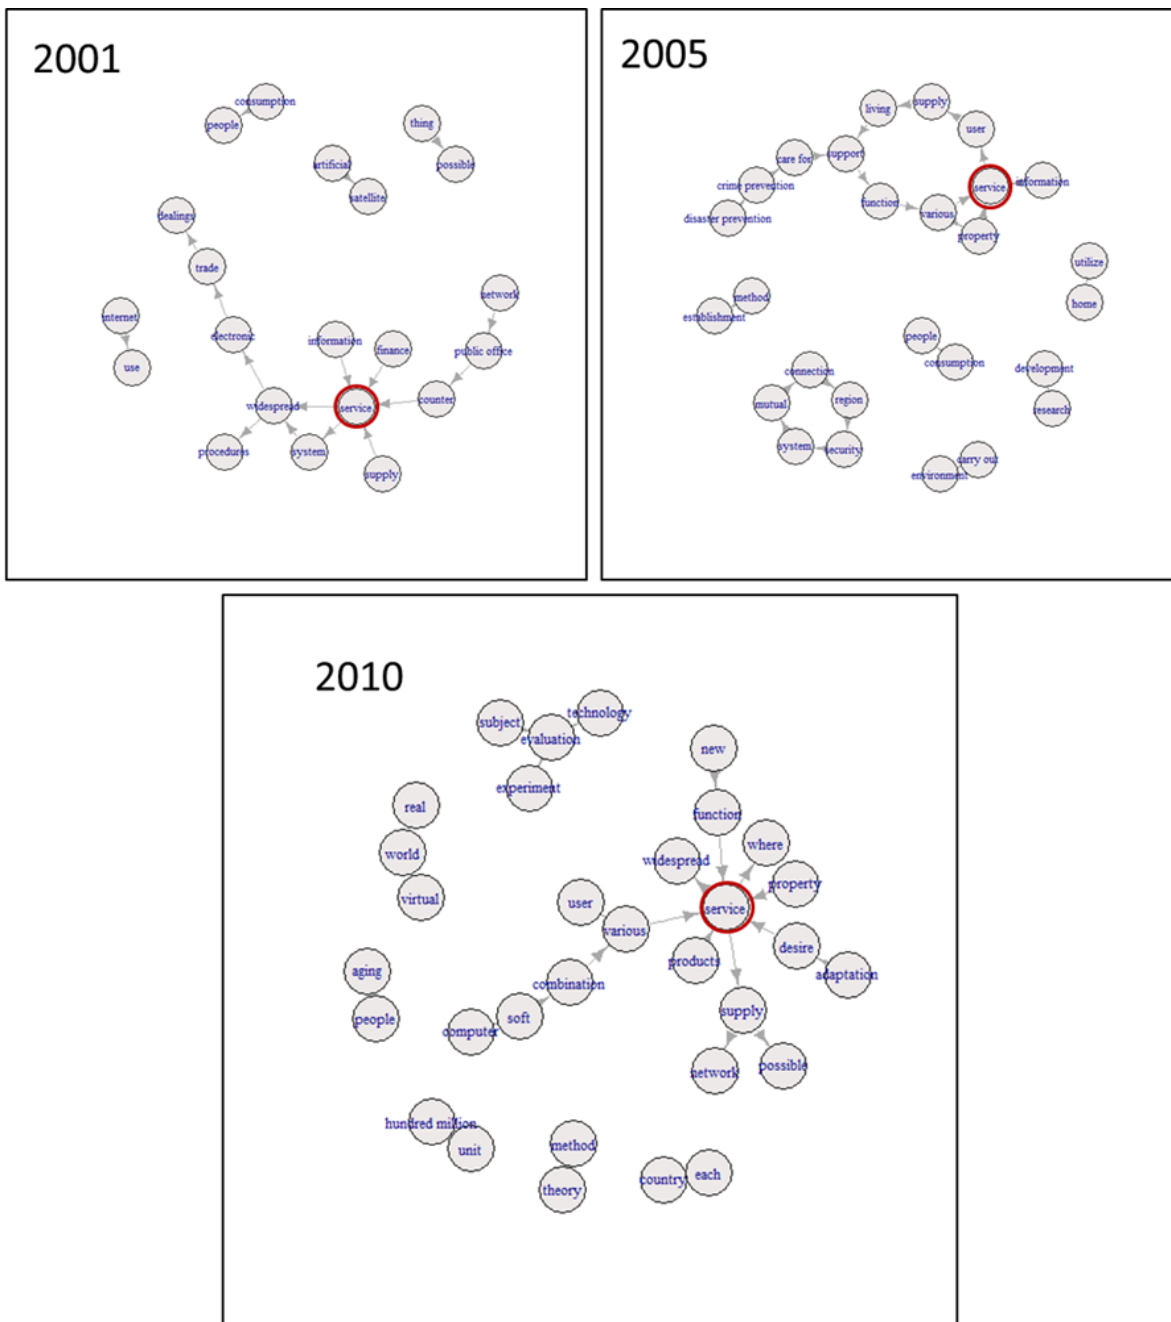 2001
consumption
people
thing
possible
artificial
satellite
dealings
trade
internet
use
electronic
network
information
finance
public office
widespread
service
counter
procedures
system
supply
2005
living
supply
user
care for
support
crime prevention
service
information
disaster prevention
function
various
property
utilize
home
method
establishment
people
consumption
development
research
connection
mutual
region
system
security
carry out
environment
2010
subject
technology
evaluation
experiment
new
function
real
world
virtual
where
widespread
property
user
service
various
desire
products
adaptation
aging
people
combination
soft
computer
supply
network
possible
hundred million
unit
method
theory
country
each